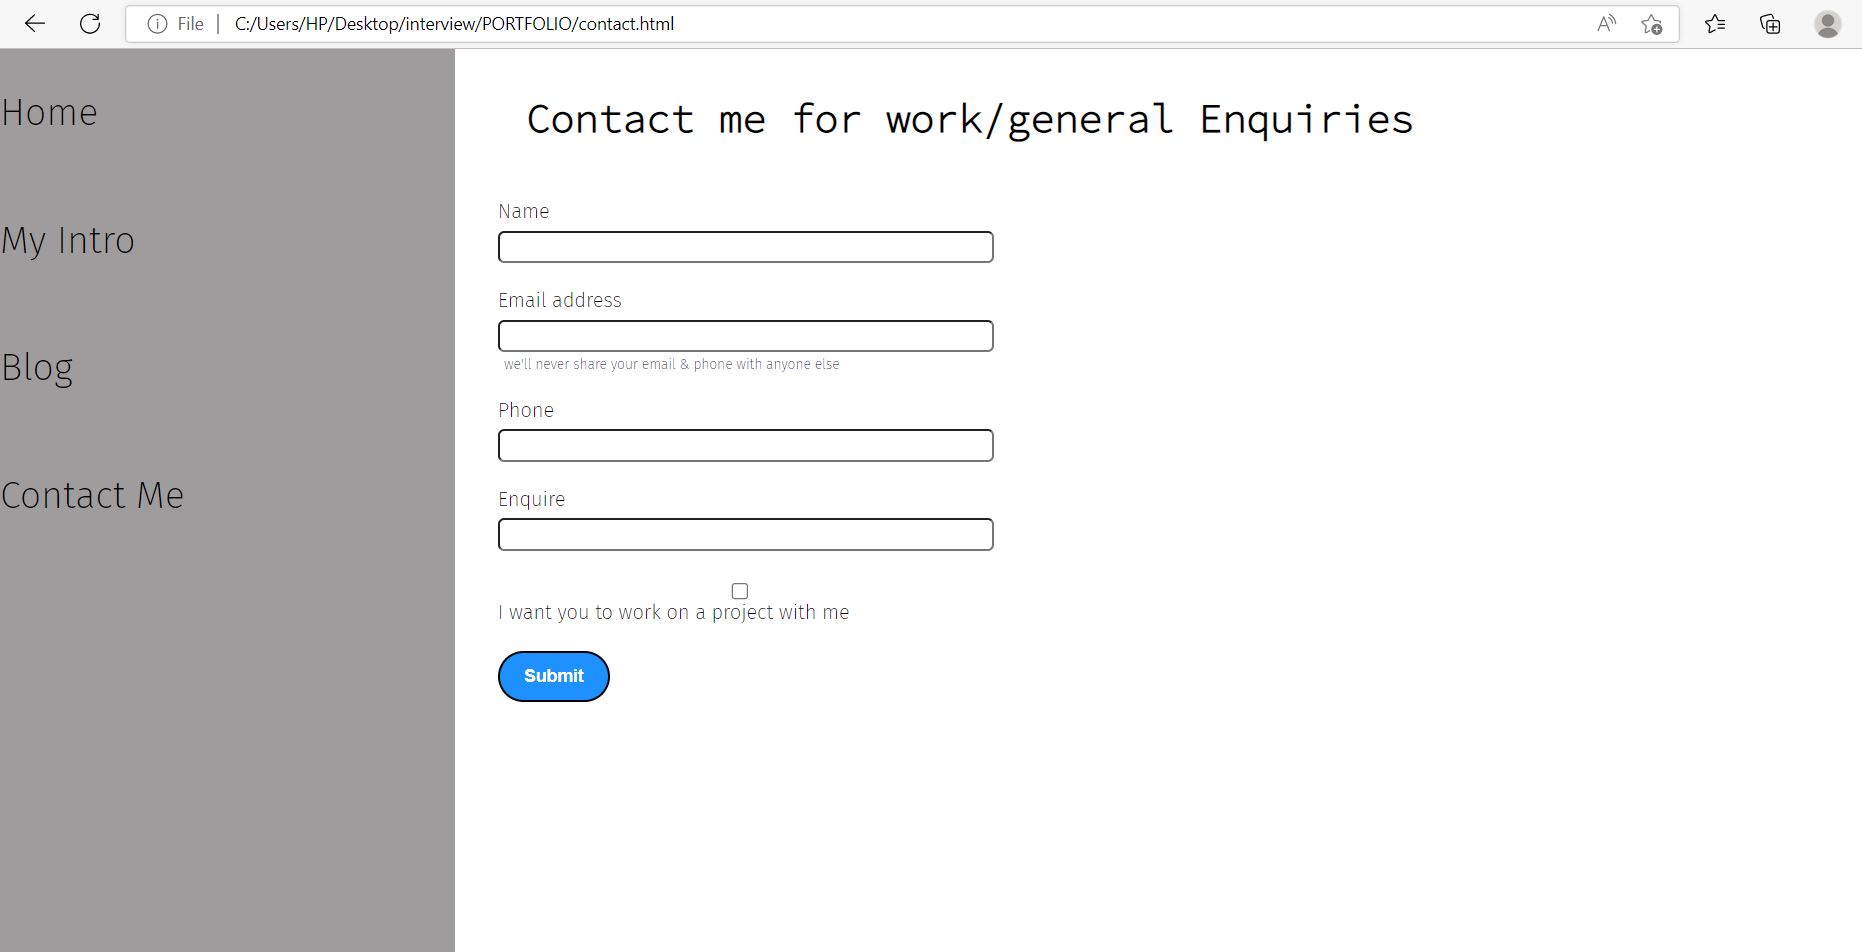 File | C:/Users/HP/Desktop/interview/PORTFOLIO/contact.html
Home
My Intro
Blog
Contact Me
Contact me for work/general Enquiries
Name
Email address
we'll never share your email & phone with anyone else
Phone
Enquire
I want you to work on a project with me
Submit